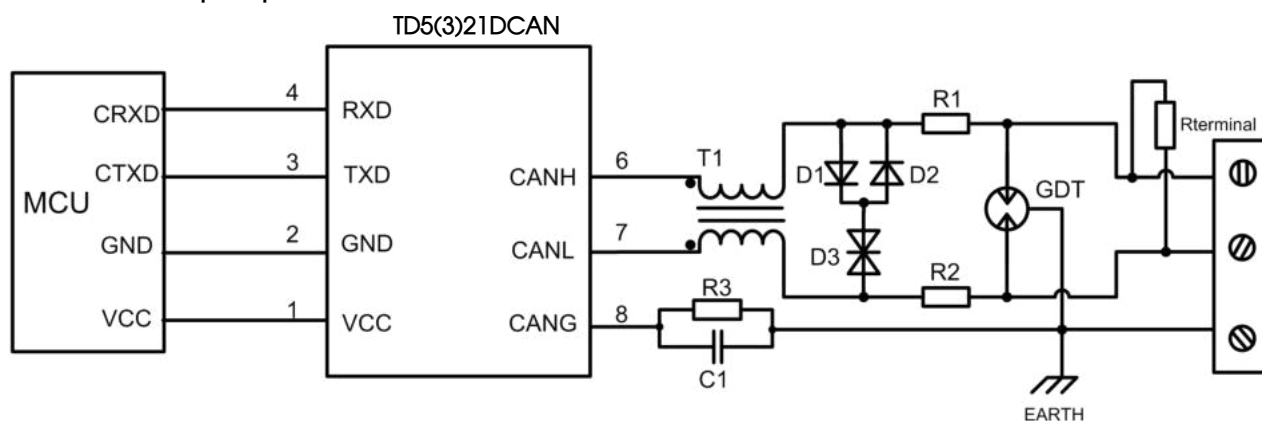 TD5(3)21DCAN
MCU
CRXD
CTXD
GND
VCC
4
3
2
1
RXD
TXD
GND
VCC
CANH
CANL
CANG
6
7
8
T1
D1
D2
D3
R1
R2
R3
C1
GDT
Rterminal
EARTH